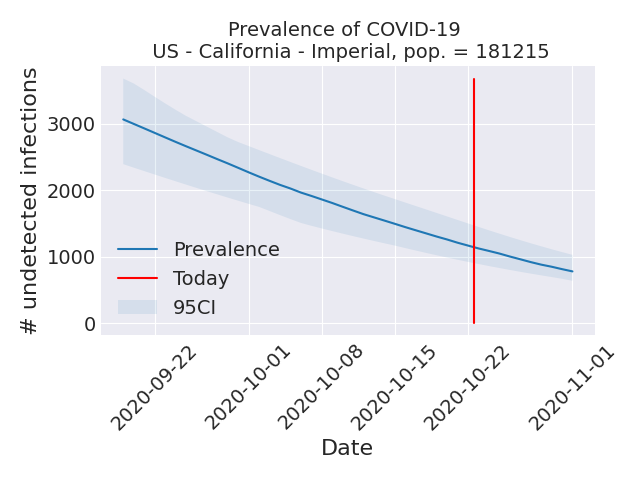 Prevalence of COVID-19
US - California - Imperial, pop. = 181215
# undetected infections
3000
2000
1000
0
Prevalence
Today
95CI
2020-09-22
2020-10-01
2020-10-08
2020-10-15
2020-10-22
2020-11-01
Date